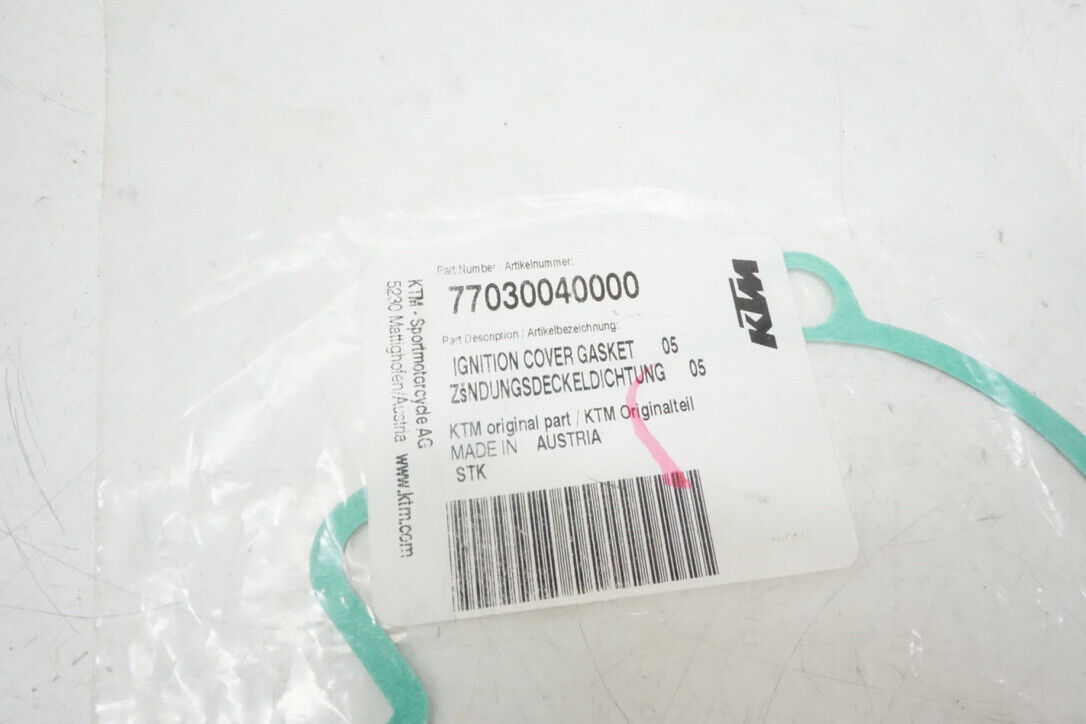 Part Number / Artikelnummer:
77030040000
Part Description / Artikelbezeichnung:
IGNITION COVER GASKET 05
ZšNDUNGSDECKELDICHTUNG 05
KTM original part / KTM Originalteil
MADE IN AUSTRIA
STK
KTM - Sportmotorcycle AG
5230 Mattighofen/Austria www.ktm.com
KTM